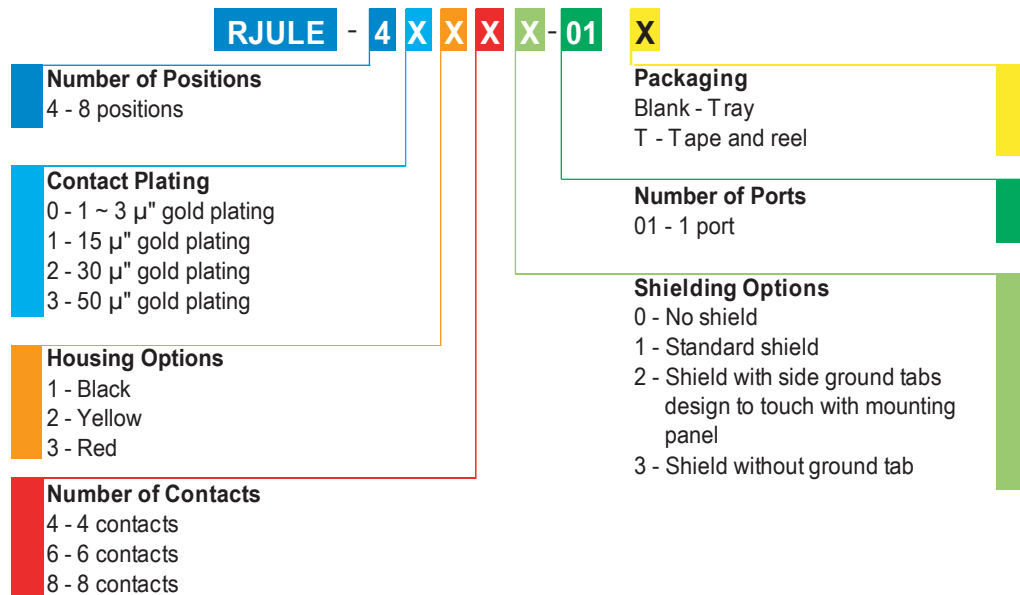 RJULE - 4 X X X X - 01 X
Number of Positions
4 - 8 positions
Contact Plating
0 - 1 ~ 3 µ" gold plating
1 - 15 µ" gold plating
2 - 30 µ" gold plating
3 - 50 µ" gold plating
Housing Options
1 - Black
2 - Yellow
3 - Red
Number of Contacts
4 - 4 contacts
6 - 6 contacts
8 - 8 contacts
Packaging
Blank - Tray
T - Tape and reel
Number of Ports
01 - 1 port
Shielding Options
0 - No shield
1 - Standard shield
2 - Shield with side ground tabs
design to touch with mounting
panel
3 - Shield without ground tab